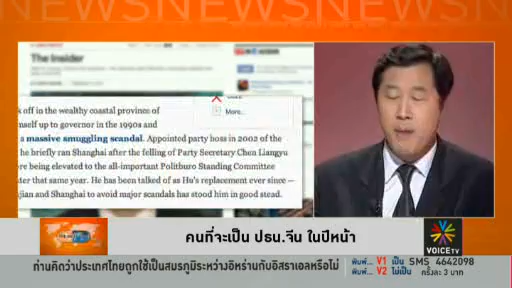 NEWSNEWSNEWSNEWS
The Insider
More..
k off in the wealthy coastal province of
mself up to governor in the 1990s and
a massive smuggling scandal. Appointed party boss in 2002 of the
he briefly ran Shanghai after the felling of Party Secretary Chen Liangyu
ore being elevated to the all-important Politburo Standing Committee
ater that same year. He has been talked of as Hu's replacement ever since —
jian and Shanghai to avoid major scandals has stood him in good stead.
คนที่จะเป็น ปธน.จีน ในปีหน้า
VOICETV
ท่านคิดว่าประเทศไทยถูกใช้เป็นสมรภูมิระหว่างอิหร่านกับอิสราเอลหรือไม่
พิมพ์... V1 เป็น SMS 4642098
พิมพ์... V2 ไม่เป็น ครั้งละ 3 บาท